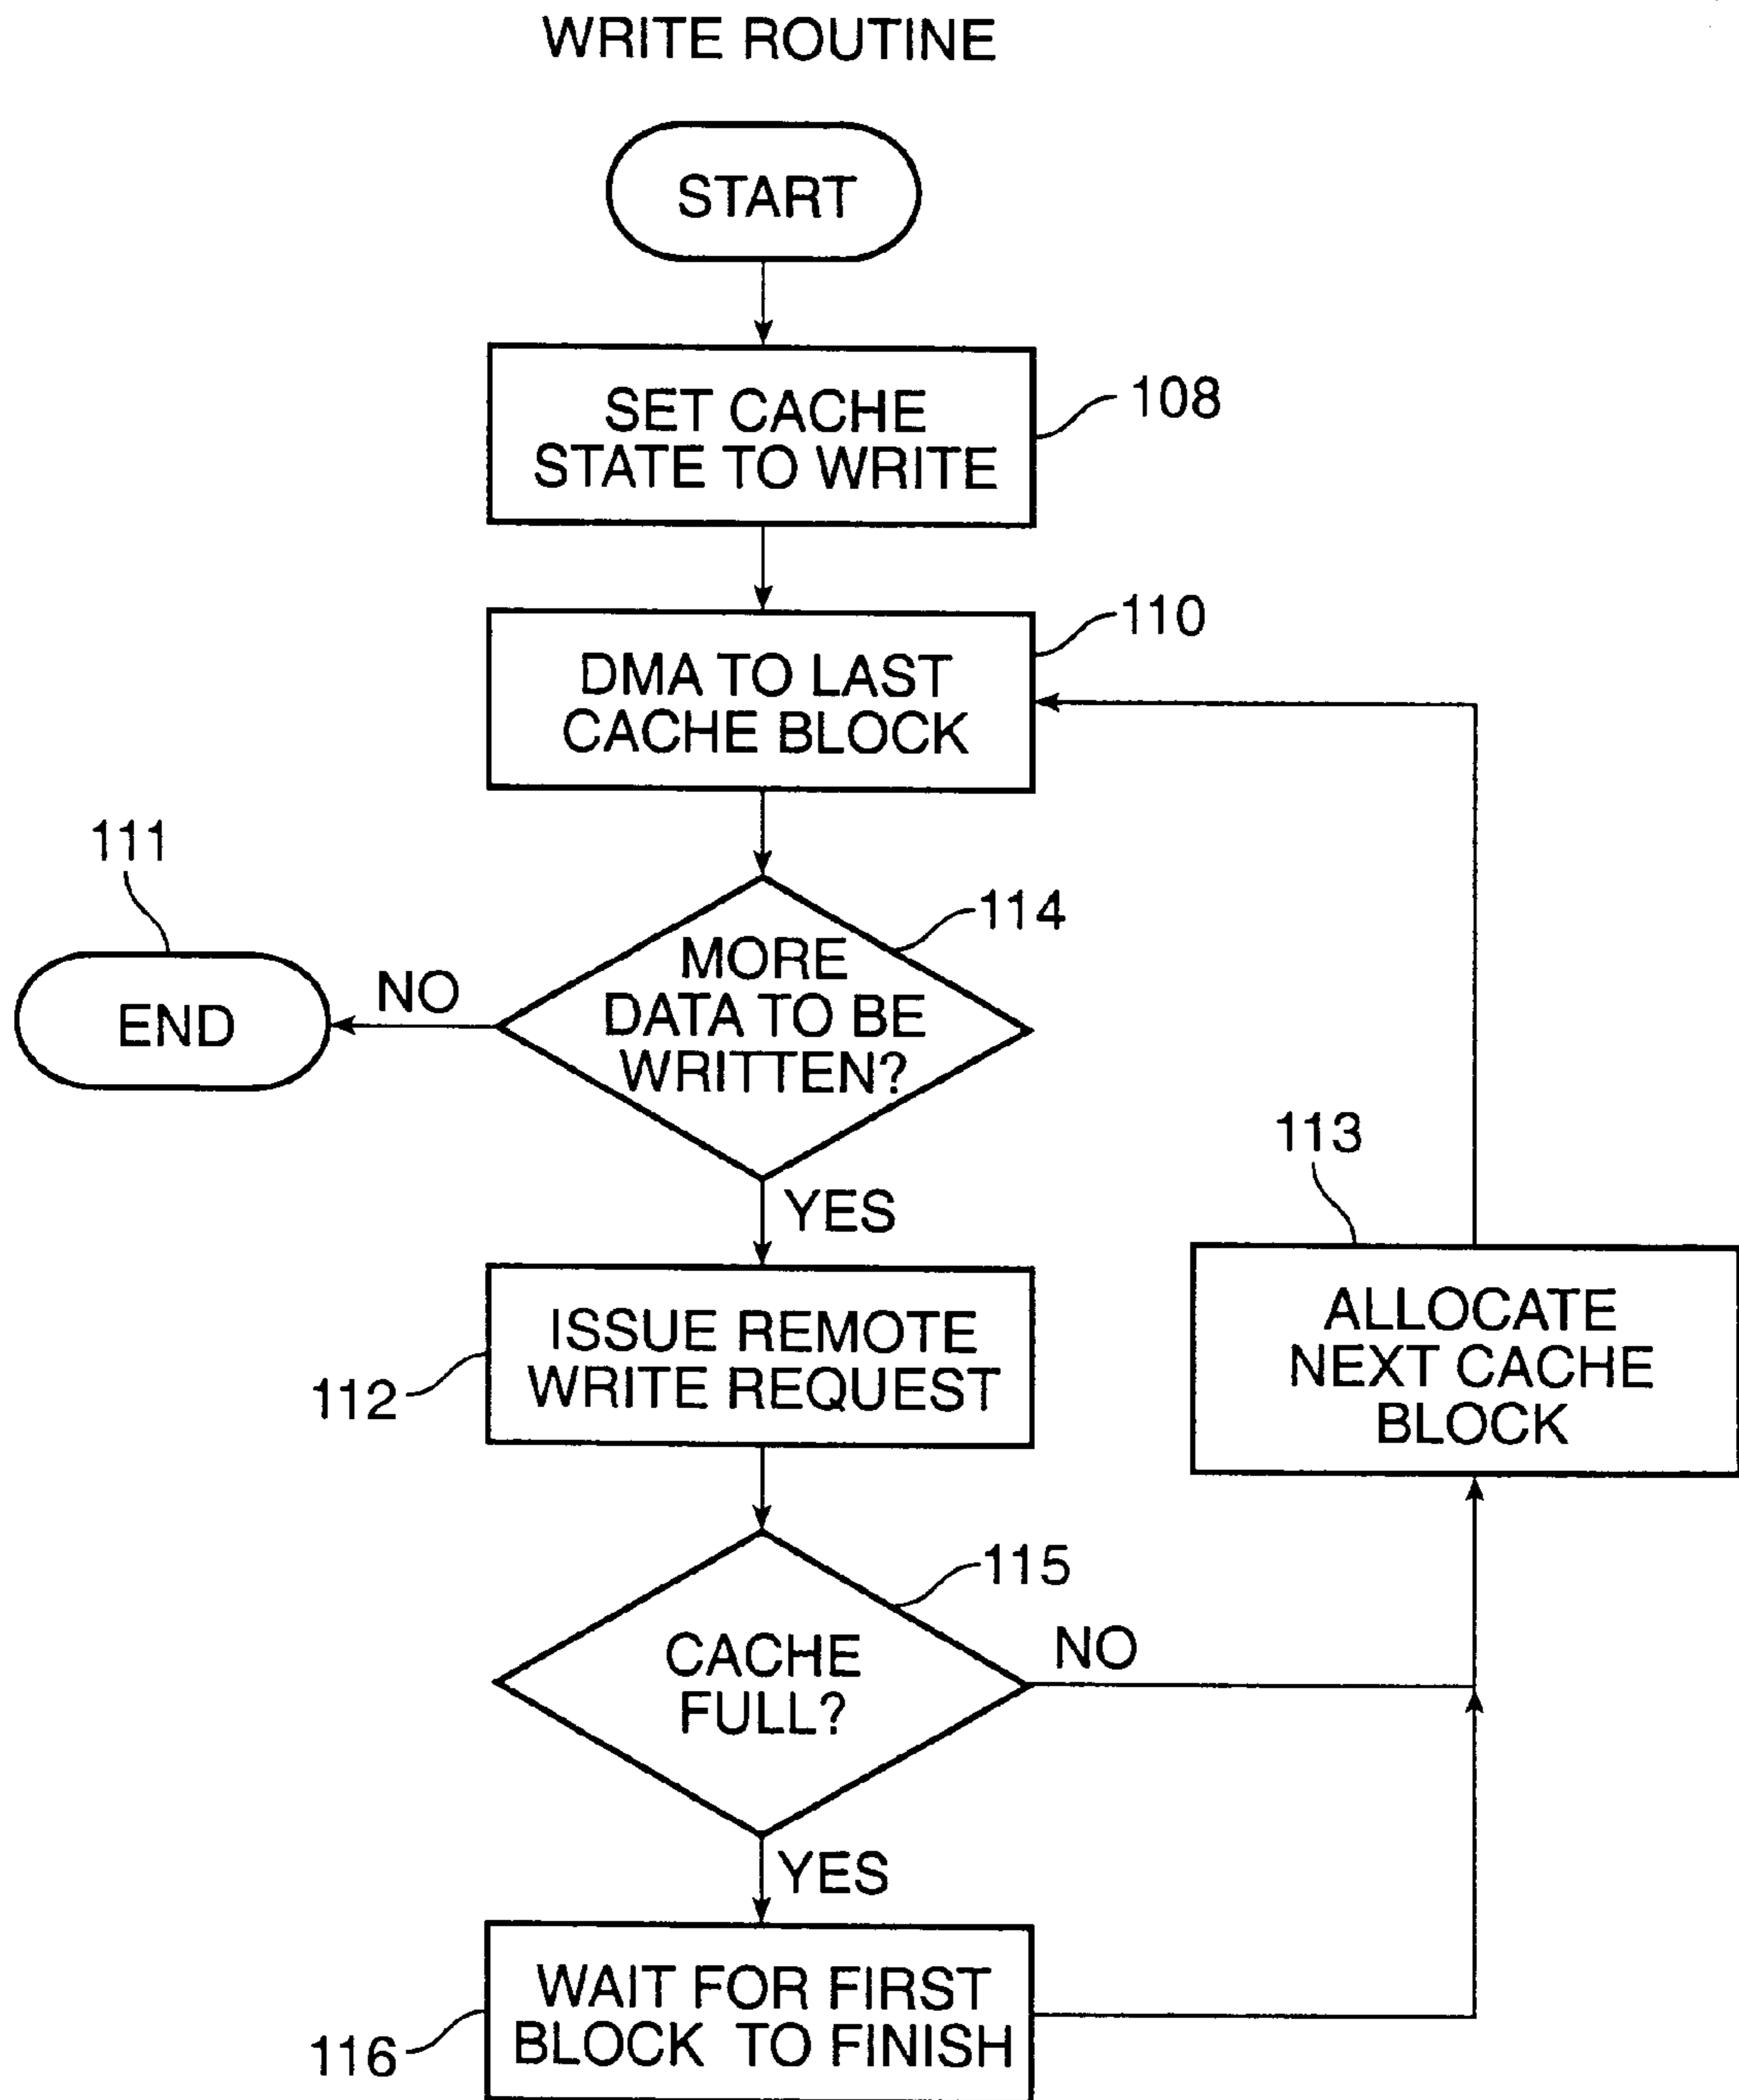 WRITE ROUTINE
START
SET CACHE
STATE TO WRITE
108
DMA TO LAST
CACHE BLOCK
110
111
END
NO
MORE
DATA TO BE
WRITTEN?
114
YES
113
ALLOCATE
NEXT CACHE
BLOCK
ISSUE REMOTE
WRITE REQUEST
112
CACHE
FULL?
115
NO
YES
WAIT FOR FIRST
BLOCK TO FINISH
116